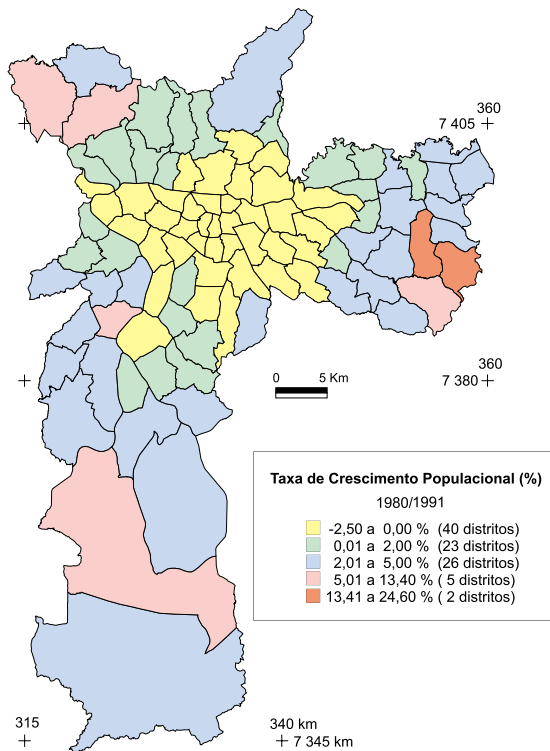 360
7 405
0 5 Km
360
7 380
Taxa de Crescimento Populacional (%)
1980/1991
-2,50 a 0,00 % (40 distritos)
0,01 a 2,00 % (23 distritos)
2,01 a 5,00 % (26 distritos)
5,01 a 13,40 % ( 5 distritos)
13,41 a 24,60 % ( 2 distritos)
315
340 km
7 345 km